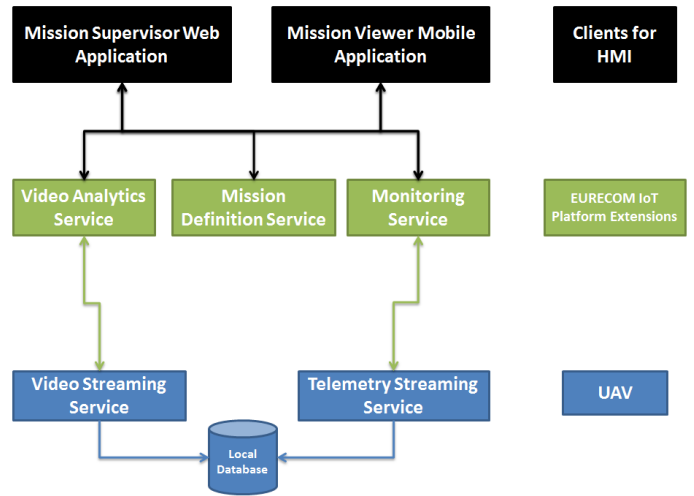 Mission Supervisor Web
Application
Mission Viewer Mobile
Application
Clients for
HMI
Video Analytics
Service
Mission
Definition Service
Monitoring
Service
EURECOM IoT
Platform Extensions
Video Streaming
Service
Telemetry Streaming
Service
UAV
Local
Database